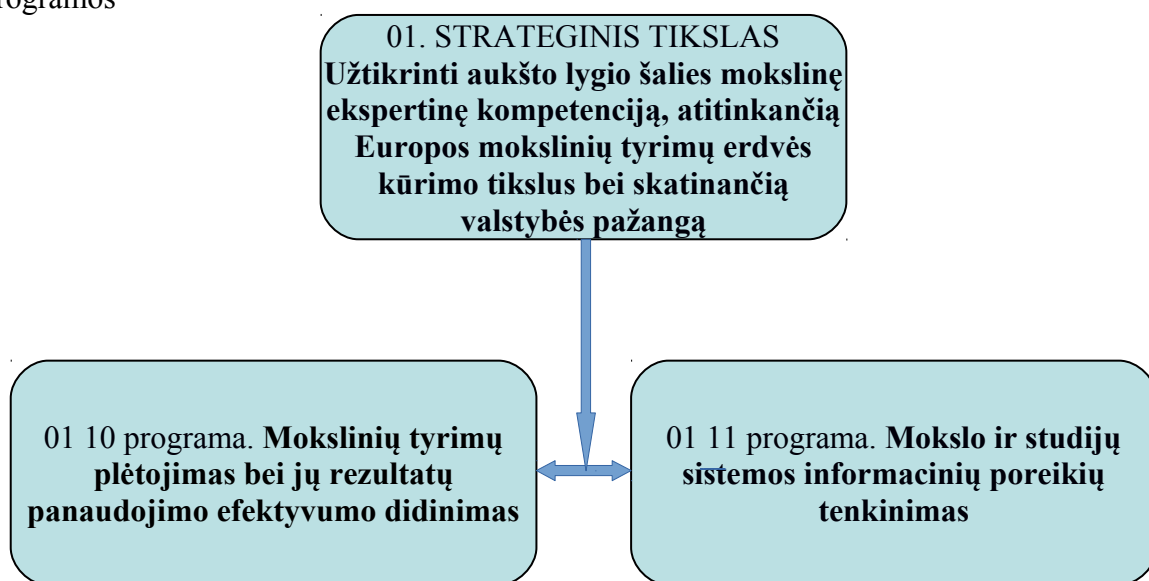 rogramos
01. STRATEGINIS TIKSLAS
Užtikrinti aukšto lygio šalies mokslinę
ekspertinę kompetenciją, atitinkančią
Europos mokslinių tyrimų erdvės
kūrimo tikslus bei skatinančią
valstybės pažangą
01 10 programa. Mokslinių tyrimų
plėtojimas bei jų rezultatų
panaudojimo efektyvumo didinimas
01 11 programa. Mokslo ir studijų
sistemos informacinių poreikių
tenkinimas